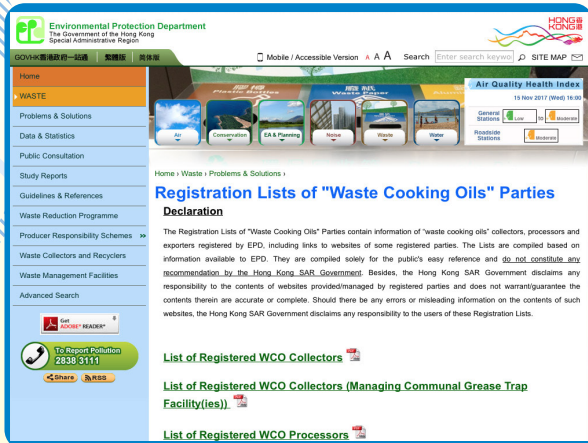 Environmental Protection Department
The Government of the Hong Kong
Special Administrative Region
HONG
KONG
GOVHK香港政府一站通 繁體版 简体版
Mobile / Accessible Version A A A Search Enter search keywor SITE MAP
Home
WASTE
Problems & Solutions
Data & Statistics
Public Consultation
Study Reports
Guidelines & References
Waste Reduction Programme
Producer Responsibility Schemes »
Waste Collectors and Recyclers
Waste Management Facilities
Advanced Search
Get
ADOBE® READER®
To Report Pollution
2838 3111
Share RSS
膠樽 廢紙
Plastic Bottles Waste Paper
Air Conservation EA & Planning Noise Waste Water
Air Quality Health Index
15 Nov 2017 (Wed) 16:00
General
Stations Low to Moderate
Roadside
Stations Moderate
Home › Waste › Problems & Solutions ›
Registration Lists of "Waste Cooking Oils" Parties
Declaration
The Registration Lists of "Waste Cooking Oils" Parties contain information of "waste cooking oils" collectors, processors and
exporters registered by EPD, including links to websites of some registered parties. The Lists are compiled based on
information available to EPD. They are compiled solely for the public's easy reference and do not constitute any
recommendation by the Hong Kong SAR Government. Besides, the Hong Kong SAR Government disclaims any
responsibility to the contents of websites provided/managed by registered parties and does not warrant/guarantee the
contents therein are accurate or complete. Should there be any errors or misleading information on the contents of such
websites, the Hong Kong SAR Government disclaims any responsibility to the users of these Registration Lists.
List of Registered WCO Collectors
List of Registered WCO Collectors (Managing Communal Grease Trap
Facility(ies))
List of Registered WCO Processors